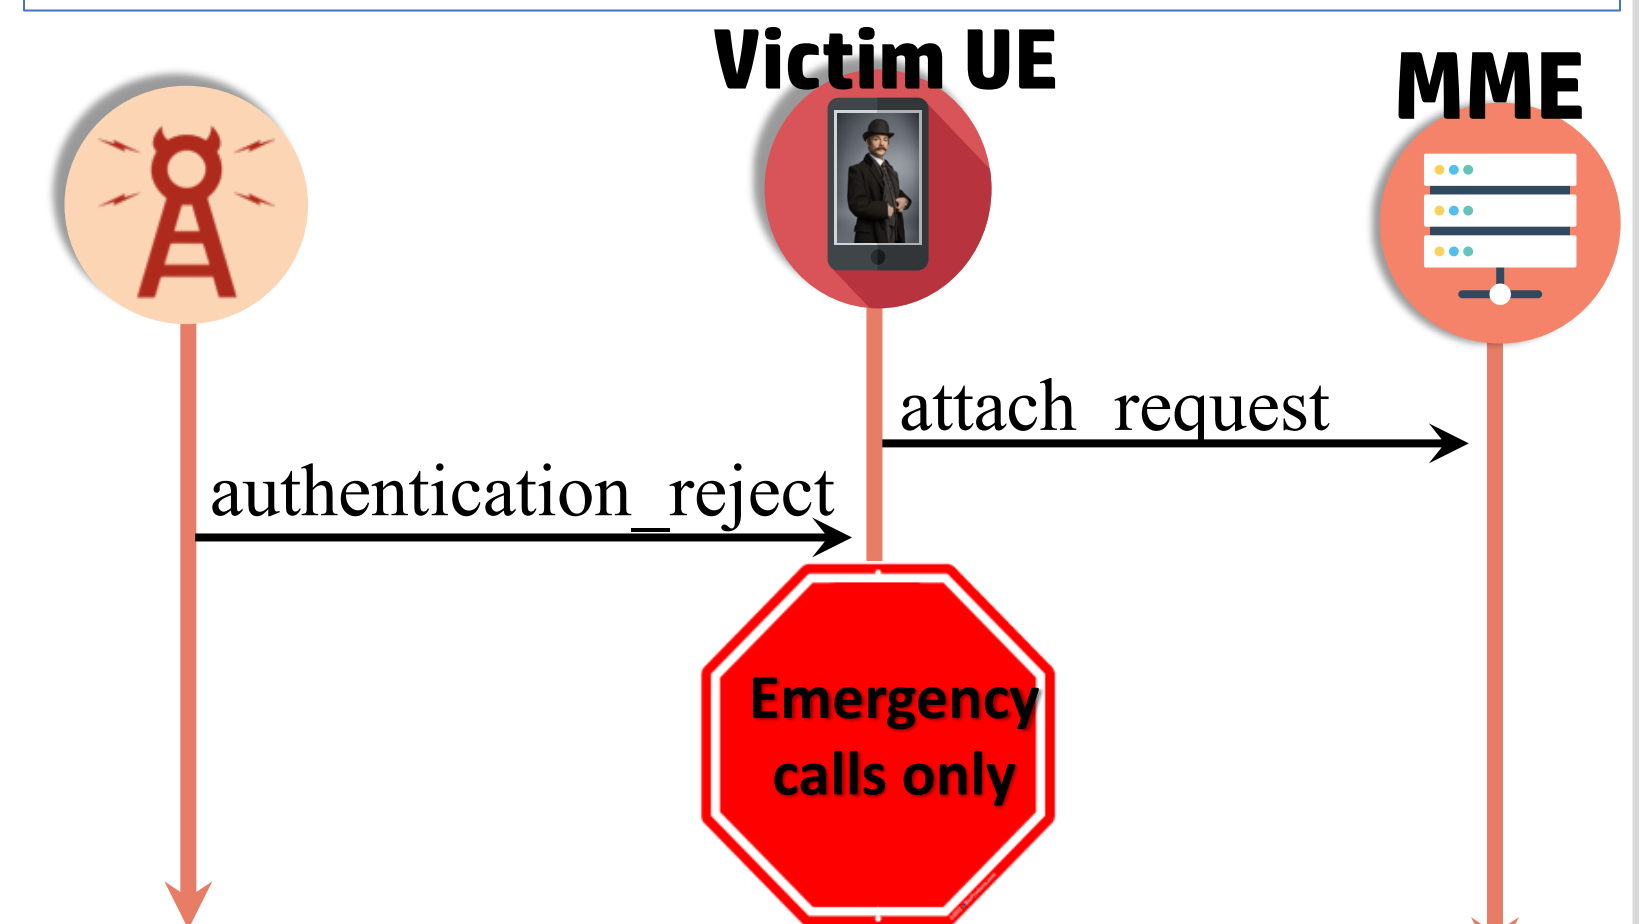 Victim UE
MME
attach_request
authentication_reject
Emergency
calls only